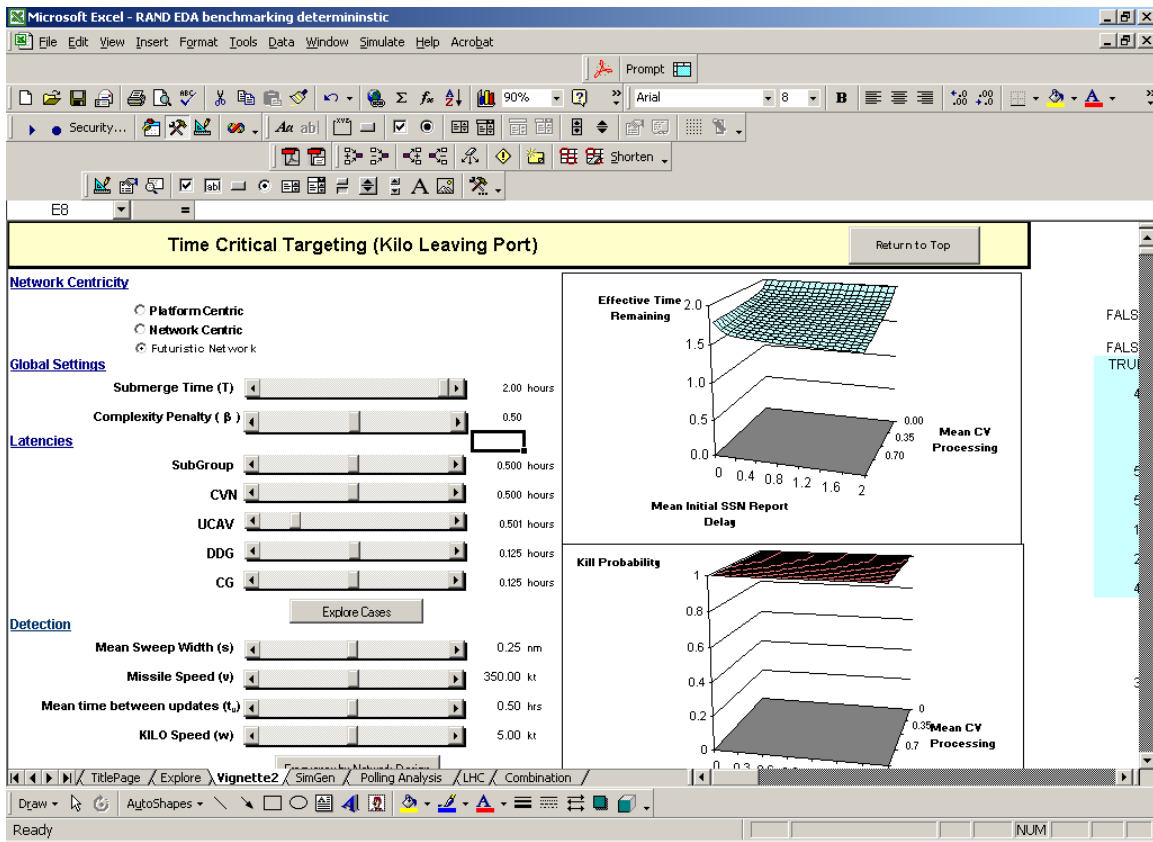 Microsoft Excel - RAND EDA benchmarking determininstic
File Edit View Insert Format Tools Data Window Simulate Help Acrobat
Prompt
90% Arial 8 B
Security...
Shorten
E8 =
Time Critical Targeting (Kilo Leaving Port)
Return to Top
Network Centricity
Platform Centric
Network Centric
Futuristic Network
Global Settings
Submerge Time (T) 2.00 hours
Complexity Penalty ( β ) 0.50
Latencies
SubGroup 0.500 hours
CVN 0.500 hours
UCAV 0.501 hours
DDG 0.125 hours
CG 0.125 hours
Explore Cases
Detection
Mean Sweep Width (s) 0.25 nm
Missile Speed (v) 350.00 kt
Mean time between updates (tu) 0.50 hrs
KILO Speed (w) 5.00 kt
Effective Time Remaining
2.0
1.5
1.0
0.5
0.0
0 0.4 0.8 1.2 1.6 2
Mean Initial SSN Report Delay
0.00
0.35
0.70
Mean CV Processing
Kill Probability
1
0.8
0.6
0.4
0.2
0
0
0.35
0.7
Mean CV Processing
FALS
FALS
TRU
TitlePage Explore Vignette2 SimGen Polling Analysis LHC Combination
Draw AutoShapes
Ready NUM